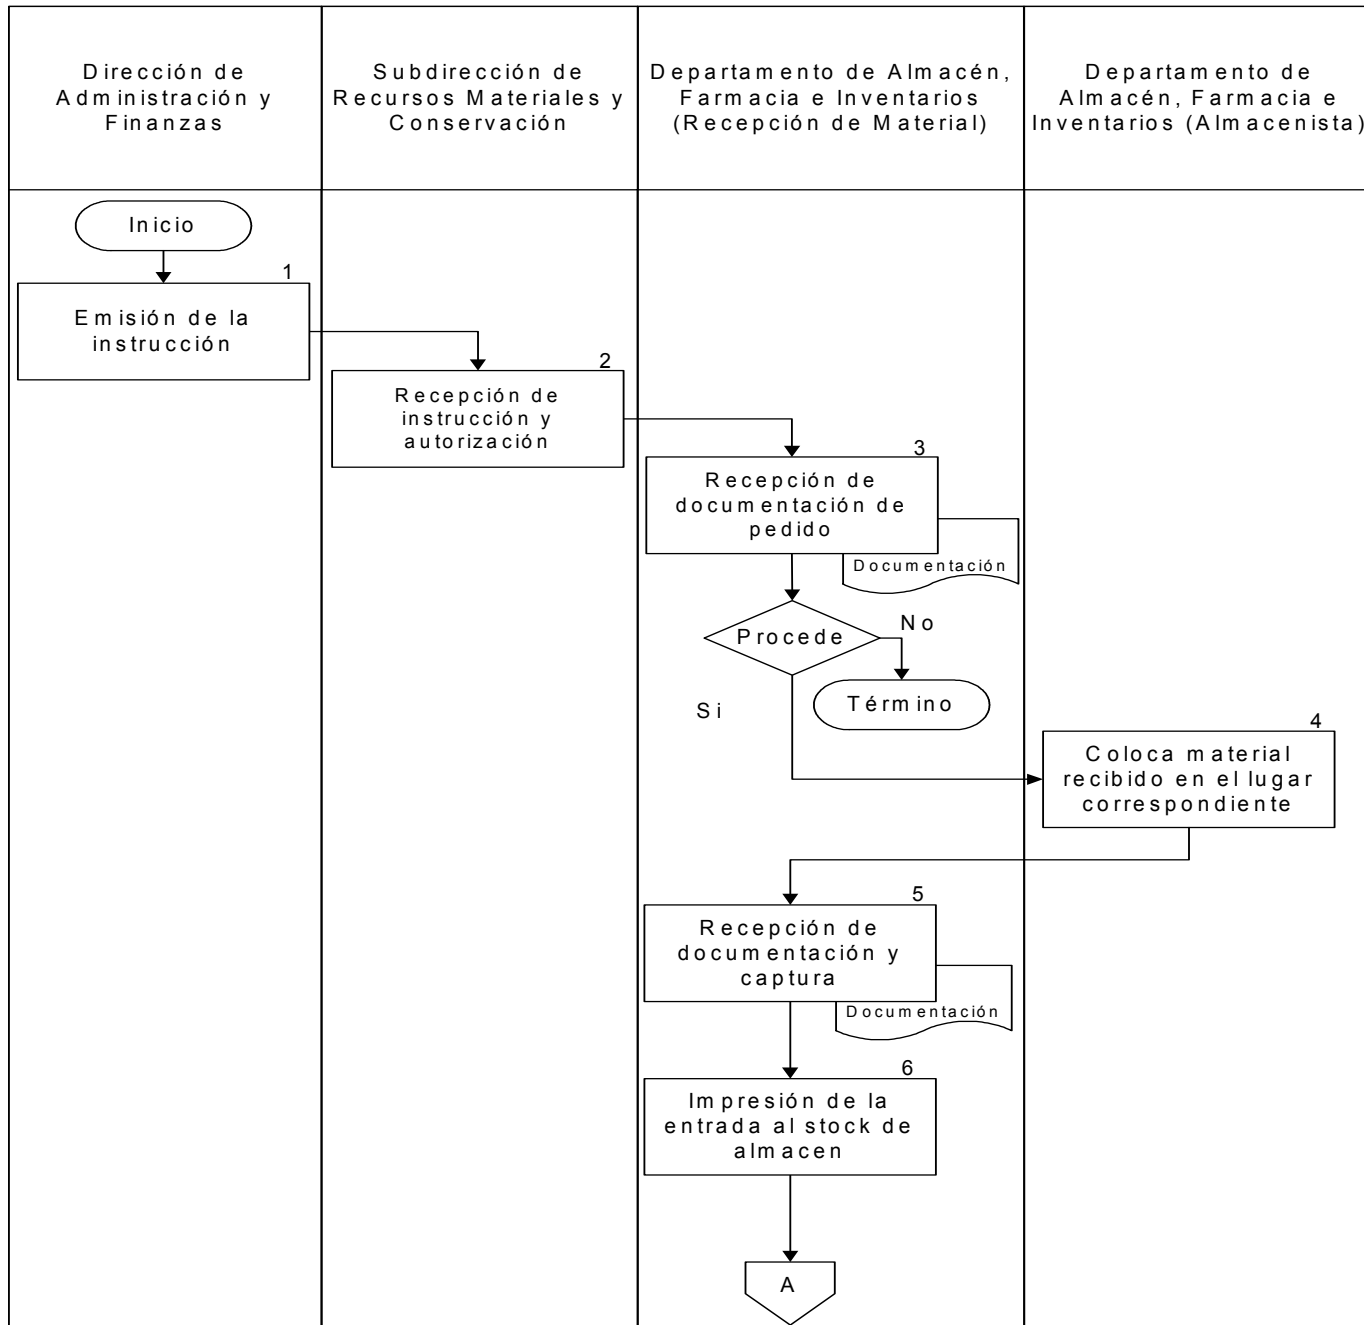 Dirección de
Administración y
Finanzas
Subdirección de
Recursos Materiales y
Conservación
Departamento de Almacén,
Farmacia e Inventarios
(Recepción de Material)
Departamento de
Almacén, Farmacia e
Inventarios (Almacenista)
Inicio
1
Emisión de la
instrucción
2
Recepción de
instrucción y
autorización
3
Recepción de
documentación de
pedido
Documentación
Procede
No
Término
Si
4
Coloca material
recibido en el lugar
correspondiente
5
Recepción de
documentación y
captura
Documentación
6
Impresión de la
entrada al stock de
almacen
A